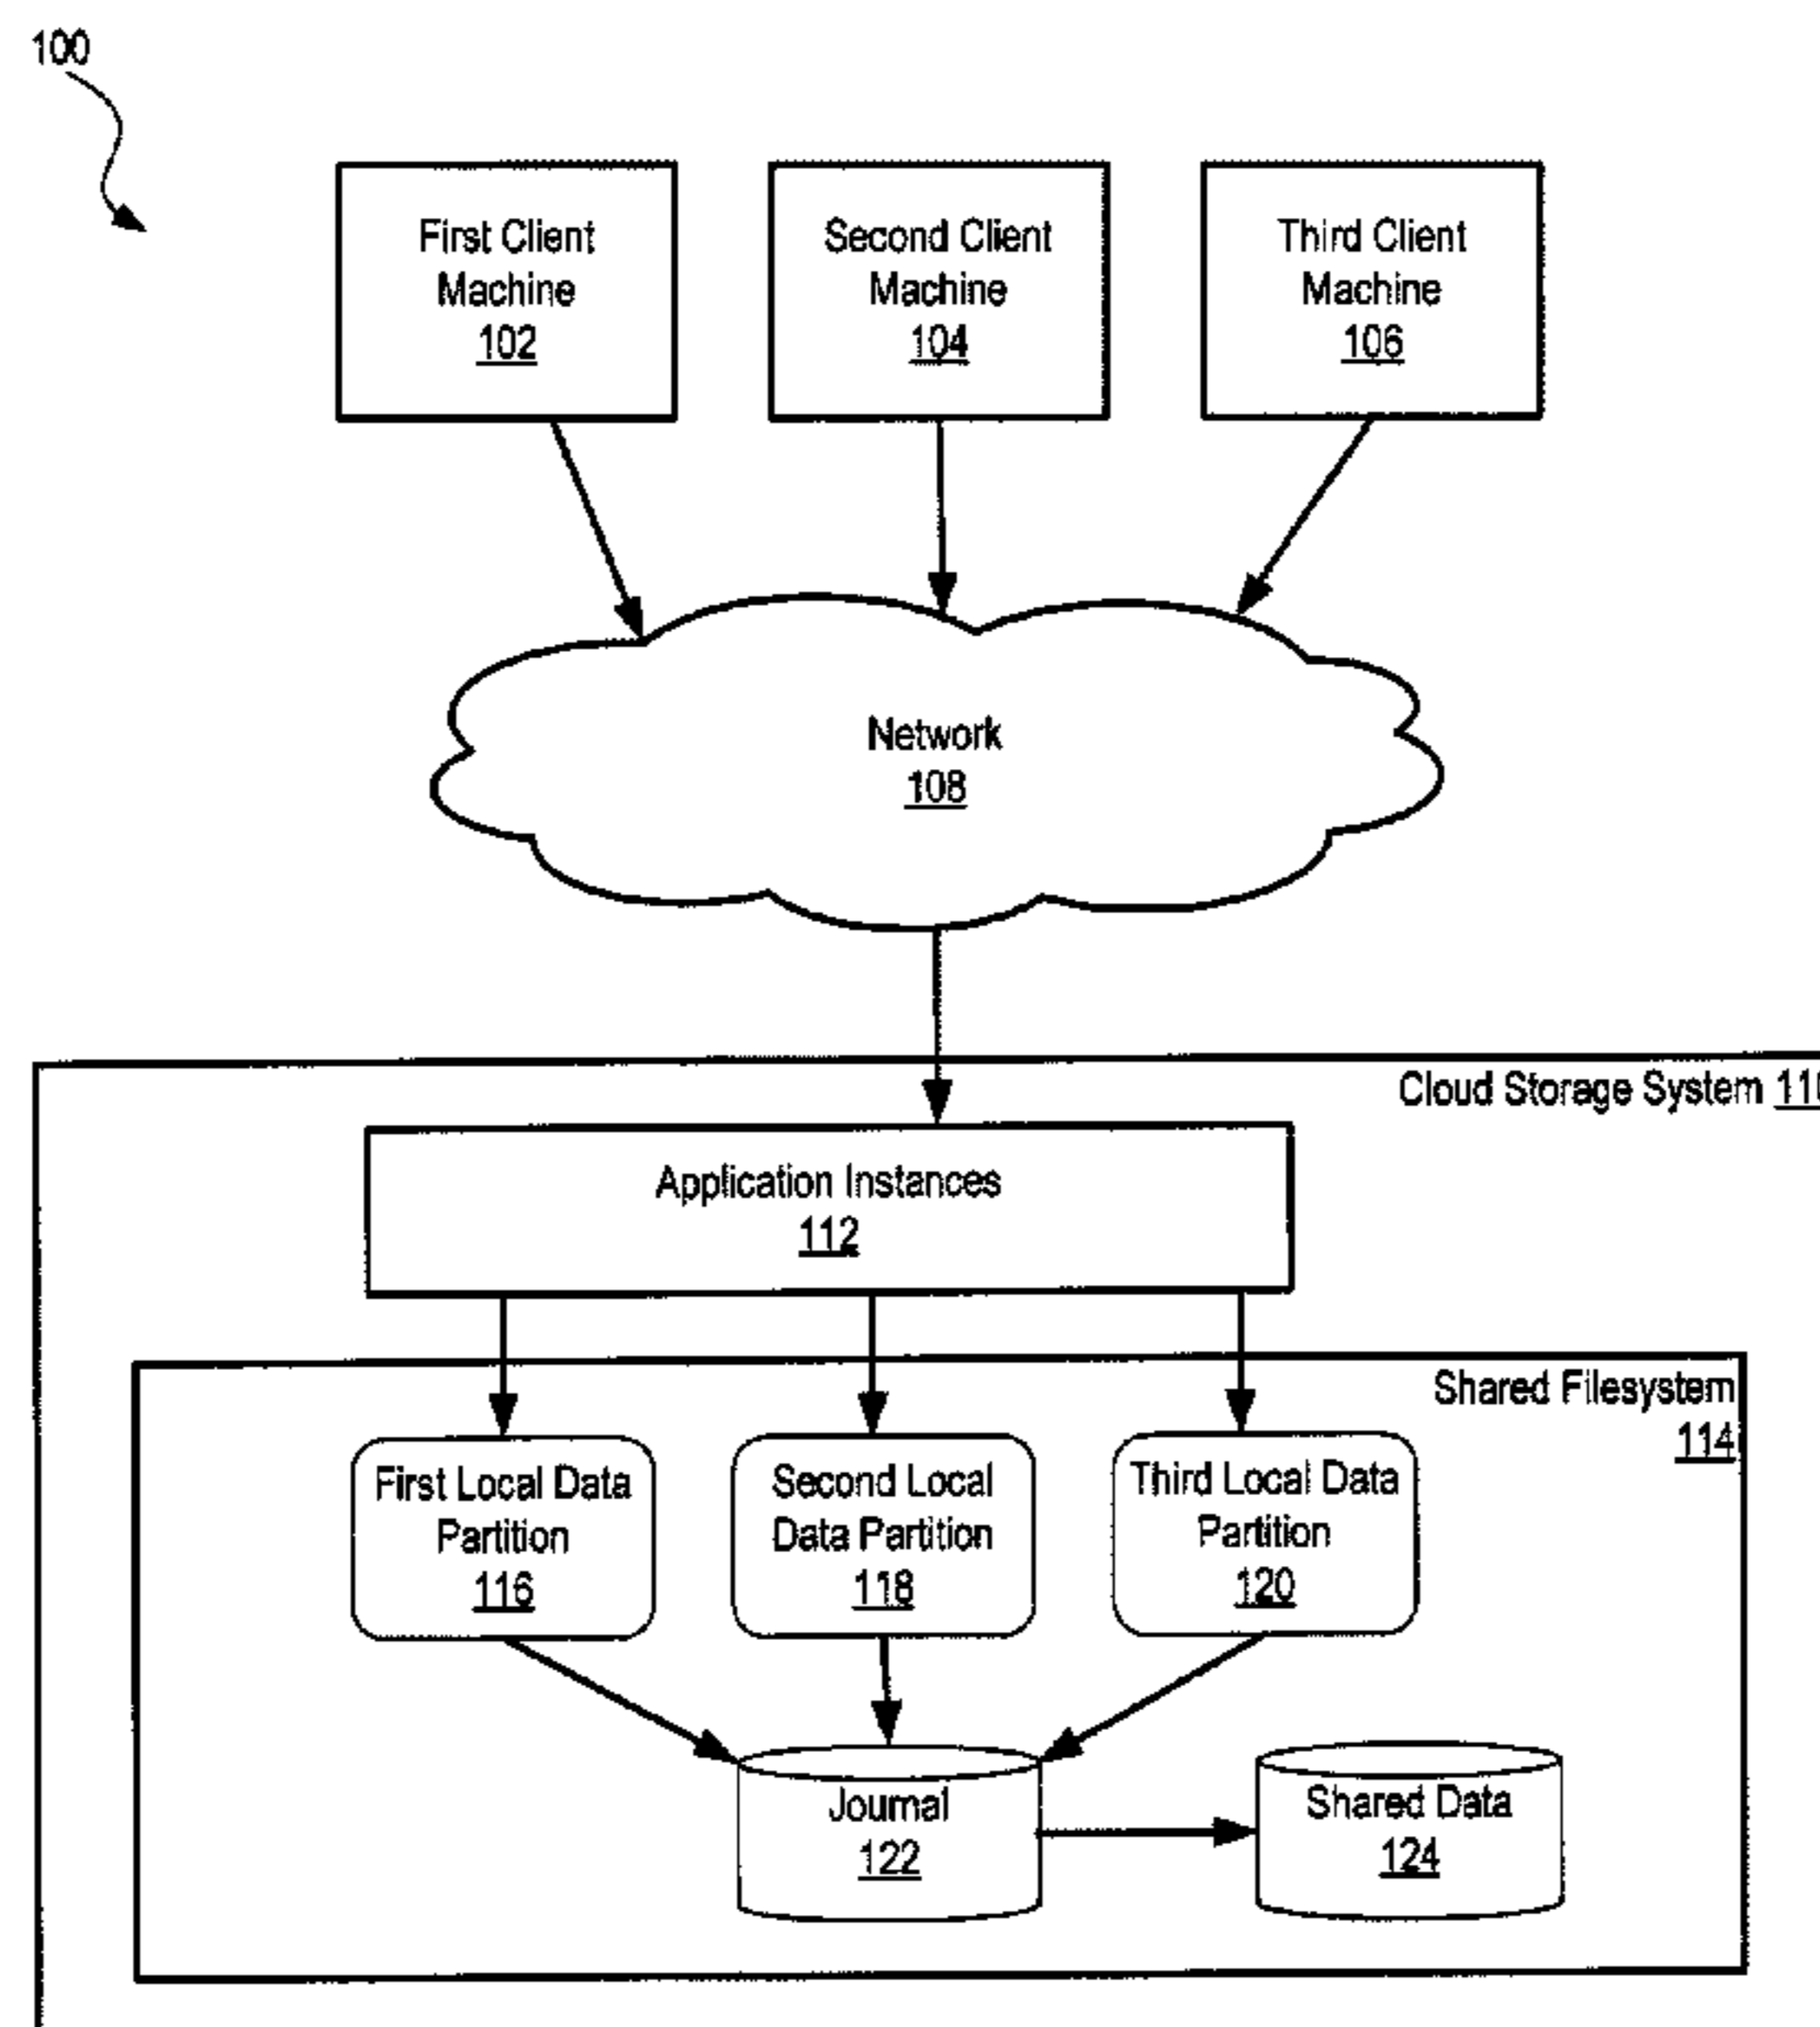 100
First Client
Machine
102
Second Client
Machine
104
Third Client
Machine
106
Network
108
Cloud Storage System 110
Application Instances
112
Shared Filesystem
114
First Local Data
Partition
116
Second Local
Data Partition
118
Third Local Data
Partition
120
Journal
122
Shared Data
124